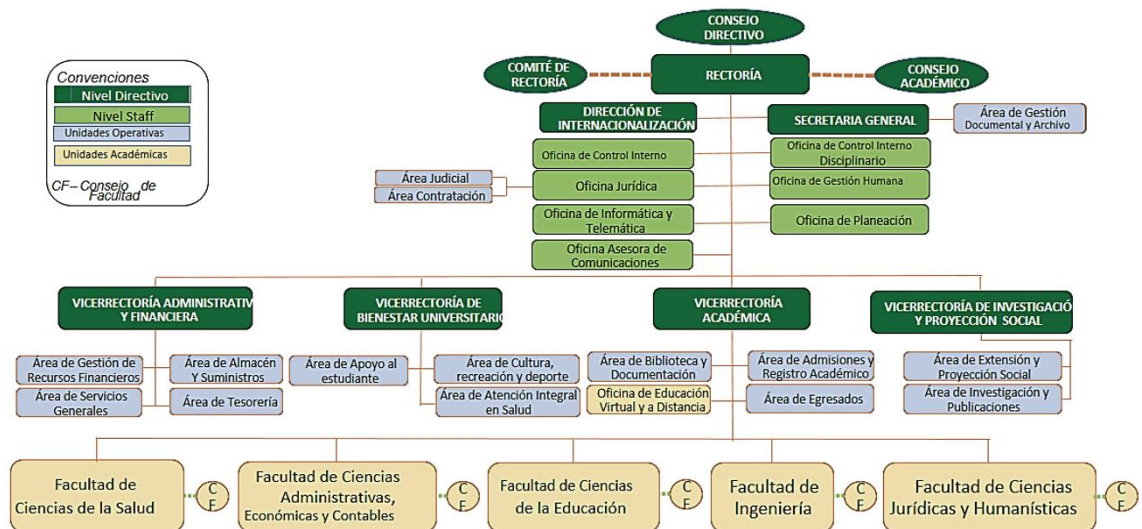 CONSEJO
DIRECTIVO
COMITÉ DE
RECTORÍA
RECTORÍA
CONSEJO
ACADÉMICO
Convenciones
Nivel Directivo
Nivel Staff
Unidades Operativas
Unidades Académicas
CF– Consejo de
Facultad
DIRECCIÓN DE
INTERNACIONALIZACIÓN
SECRETARIA GENERAL
Área de Gestión
Documental y Archivo
Oficina de Control Interno
Oficina de Control Interno
Disciplinario
Área Judicial
Área Contratación
Oficina Jurídica
Oficina de Gestión Humana
Oficina de Informática y
Telemática
Oficina de Planeación
Oficina Asesora de
Comunicaciones
VICERRECTORÍA ADMINISTRATIV
Y FINANCIERA
VICERRECTORÍA DE
BIENESTAR UNIVERSITARIO
VICERRECTORÍA
ACADÉMICA
VICERRECTORÍA DE INVESTIGACIÓ
Y PROYECCIÓN SOCIAL
Área de Gestión de
Recursos Financieros
Área de Almacén
Y Suministros
Área de Servicios
Generales
Área de Tesorería
Área de Apoyo al
estudiante
Área de Cultura,
recreación y deporte
Área de Atención Integral
en Salud
Área de Biblioteca y
Documentación
Área de Admisiones y
Registro Académico
Oficina de Educación
Virtual y a Distancia
Área de Egresados
Área de Extensión y
Proyección Social
Área de Investigación y
Publicaciones
Facultad de
Ciencias de la Salud
C
F
Facultad de Ciencias
Administrativas,
Económicas y Contables
C
F
Facultad de Ciencias
de la Educación
C
F
Facultad de
Ingeniería
C
F
Facultad de Ciencias
Jurídicas y Humanísticas
C
F